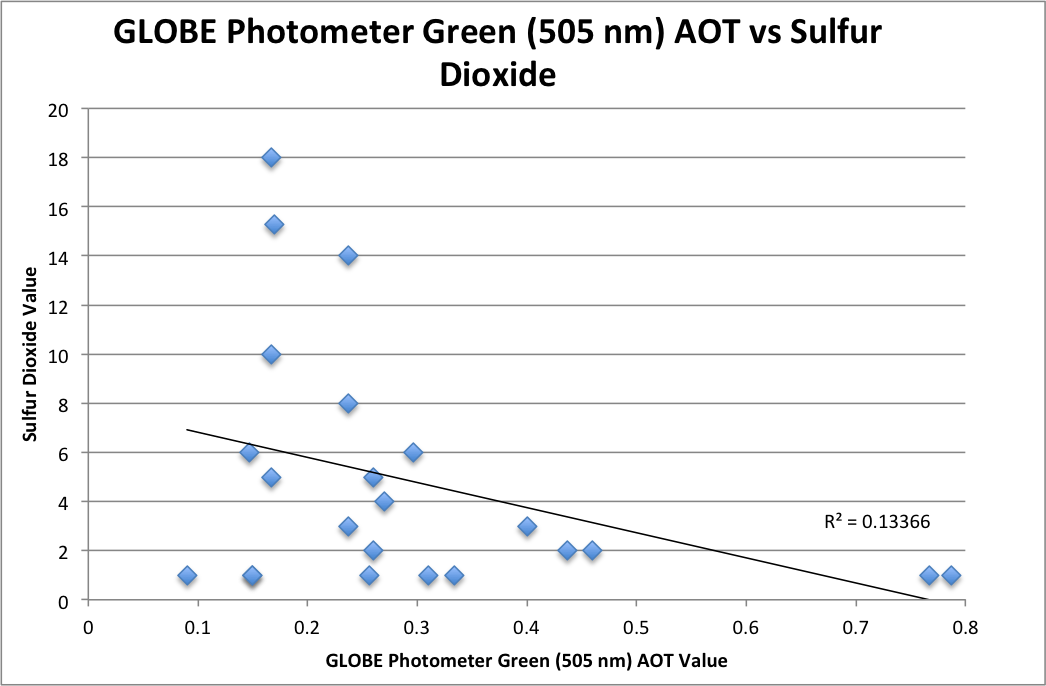 GLOBE Photometer Green (505 nm) AOT vs Sulfur
Dioxide
20
18
16
14
12
10
8
6
4
2
0
Sulfur Dioxide Value
R² = 0.13366
0 0.1 0.2 0.3 0.4 0.5 0.6 0.7 0.8
GLOBE Photometer Green (505 nm) AOT Value